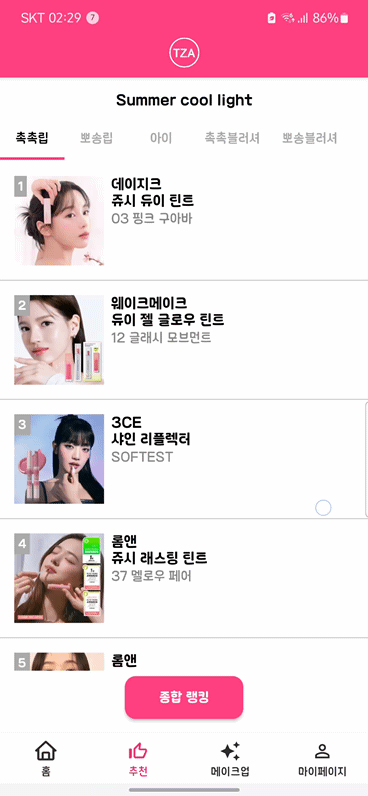 SKT 02:29 7 86%
TZA
Summer cool light
촉촉립 뽀송립 아이 촉촉블러셔 뽀송블러셔
1
데이지크
쥬시 듀이 틴트
03 핑크 구아바
2
웨이크메이크
듀이 젤 글로우 틴트
12 글래시 모브먼트
3
3CE
샤인 리플렉터
SOFTEST
4
롬앤
쥬시 래스팅 틴트
37 멜로우 페어
5
롬앤
종합 랭킹
홈 추천 메이크업 마이페이지